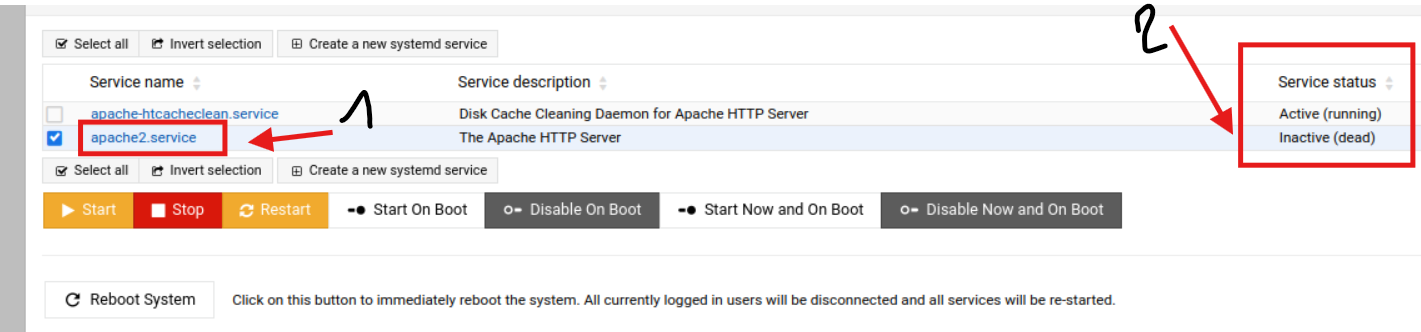 2
Select all Invert selection Create a new systemd service
Service name Service description Service status
apache-htcacheclean.service Disk Cache Cleaning Daemon for Apache HTTP Server Active (running)
1
apache2.service The Apache HTTP Server Inactive (dead)
Select all Invert selection Create a new systemd service
Start Stop Restart Start On Boot Disable On Boot Start Now and On Boot Disable Now and On Boot
Reboot System Click on this button to immediately reboot the system. All currently logged in users will be disconnected and all services will be re-started.